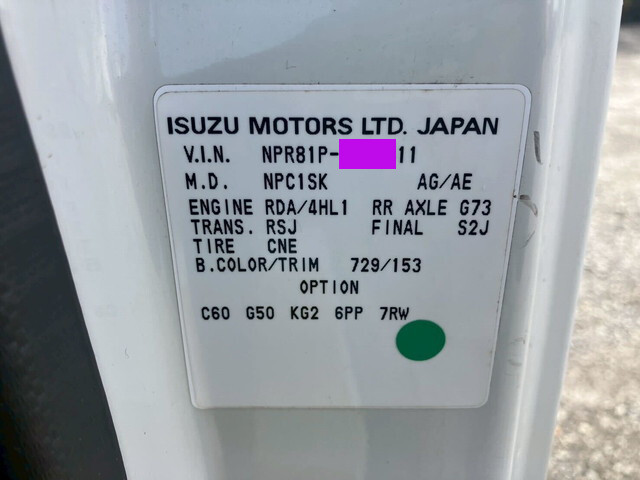 ISUZU MOTORS LTD. JAPAN
V.I.N. NPR81P-11
M.D. NPC1SK AG/AE
ENGINE RDA/4HL1 RR AXLE G73
TRANS. RSJ FINAL S2J
TIRE CNE
B.COLOR/TRIM 729/153
OPTION
C60 G50 KG2 6PP 7RW